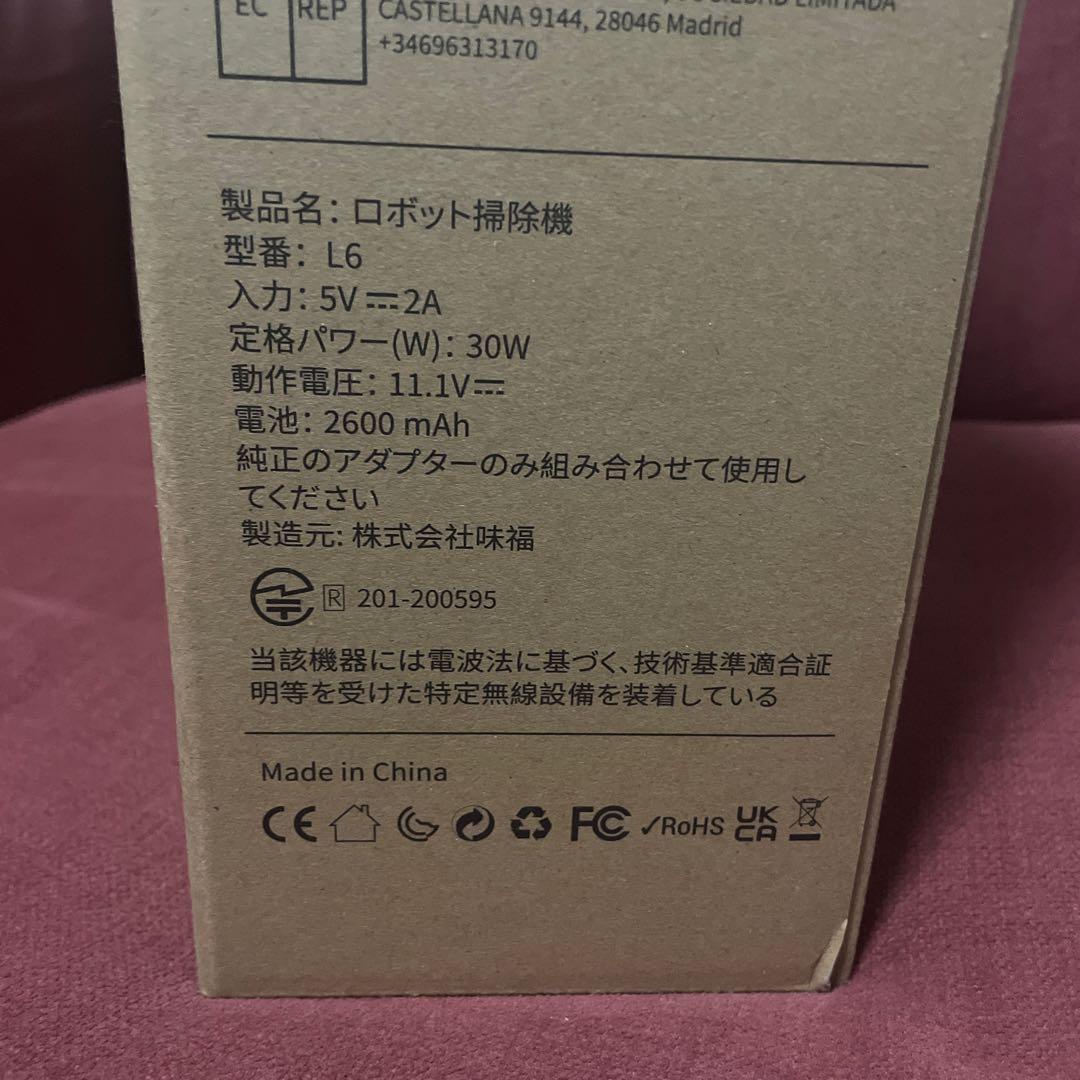 EC REP
CASTELLANA 9144, 28046 Madrid
+34696313170
製品名: ロボット掃除機
型番: L6
入力: 5V⎓2A
定格パワー(W): 30W
動作電圧: 11.1V⎓
電池: 2600 mAh
純正のアダプターのみ組み合わせて使用し
てください
製造元: 株式会社味福
R 201-200595
当該機器には電波法に基づく、技術基準適合証
明等を受けた特定無線設備を装着している
Made in China
CE FC ✓RoHS UK CA